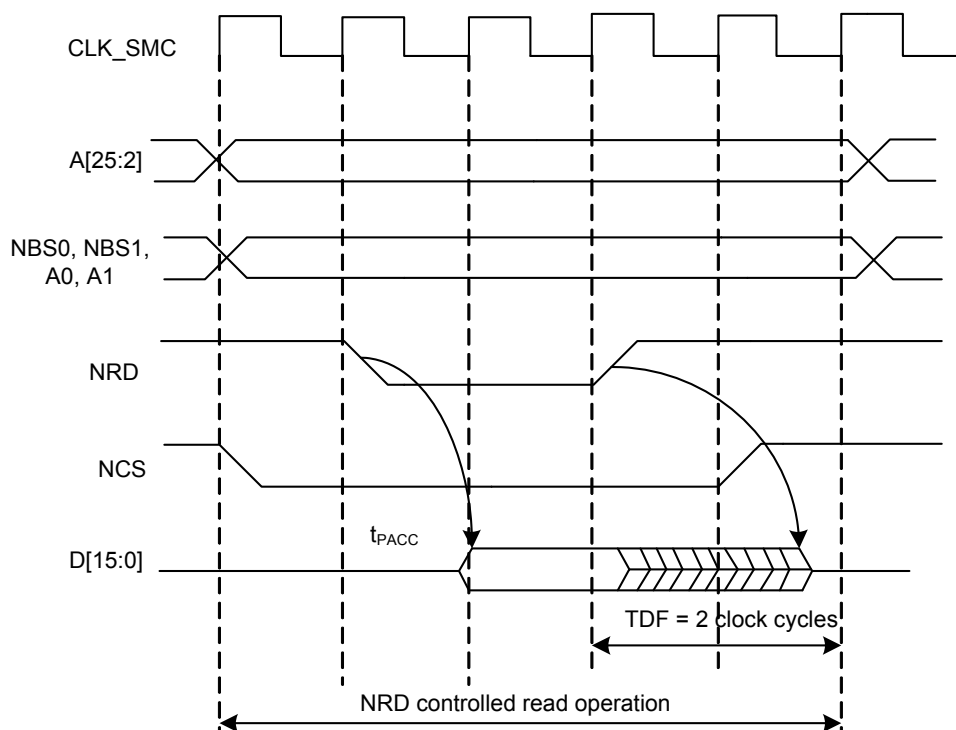 CLK_SMC
A[25:2]
NBS0, NBS1,
A0, A1
NRD
NCS
tPACC
D[15:0]
TDF = 2 clock cycles
NRD controlled read operation